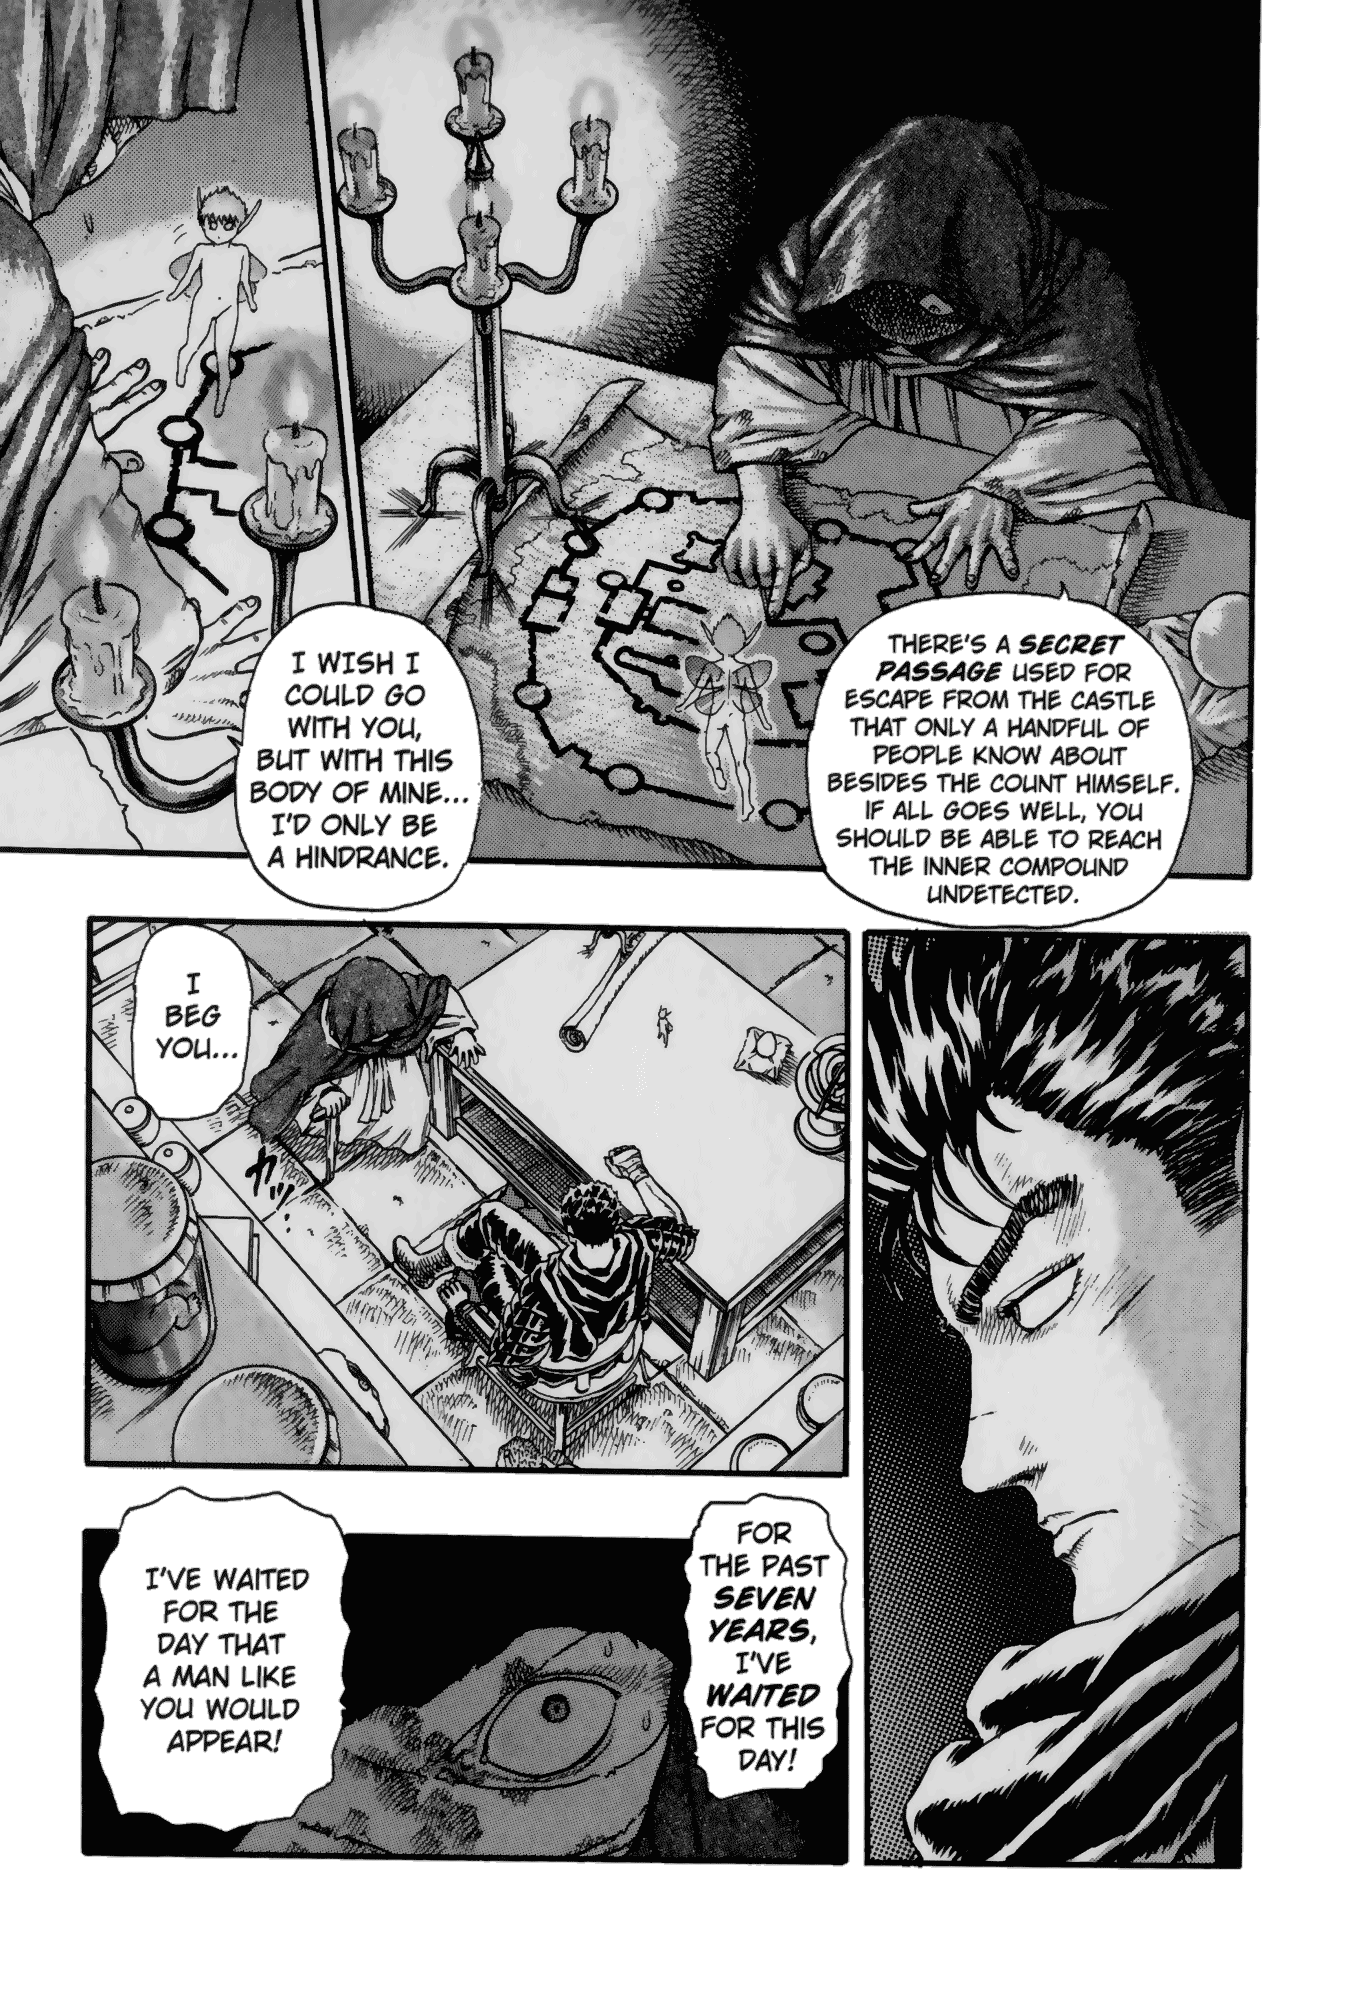 THERE'S A SECRET
PASSAGE USED FOR
ESCAPE FROM THE CASTLE
THAT ONLY A HANDFUL OF
PEOPLE KNOW ABOUT
BESIDES THE COUNT HIMSELF.
IF ALL GOES WELL, YOU
SHOULD BE ABLE TO REACH
THE INNER COMPOUND
UNDETECTED.
I WISH I
COULD GO
WITH YOU,
BUT WITH THIS
BODY OF MINE...
I'D ONLY BE
A HINDRANCE.
I
BEG
YOU...
カッ...
FOR
THE PAST
SEVEN
YEARS,
I'VE
WAITED
FOR THIS
DAY!
I'VE WAITED
FOR THE
DAY THAT
A MAN LIKE
YOU WOULD
APPEAR!